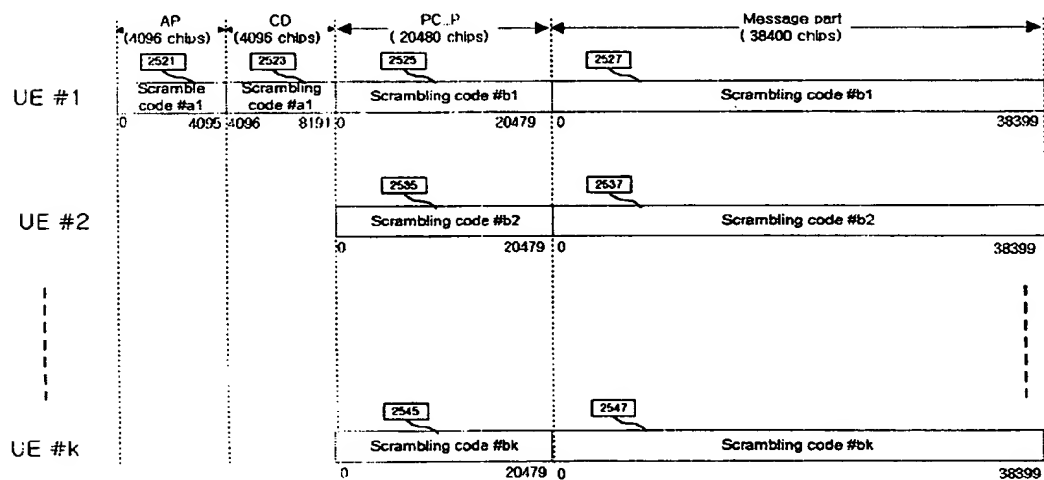 AP
(4096 chips)
CD
(4096 chips)
PC_P
( 20480 chips)
Message part
( 38400 chips)
UE #1
2521
Scramble code #a1
2523
Scrambling code #a1
2525
Scrambling code #b1
2527
Scrambling code #b1
0 4095 4096 8191 0 20479 0 38399
UE #2
2535
Scrambling code #b2
2537
Scrambling code #b2
0 20479 0 38399
UE #k
2545
Scrambling code #bk
2547
Scrambling code #bk
0 20479 0 38399